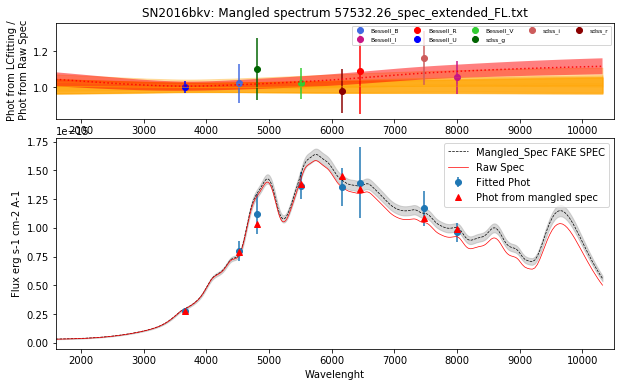 SN2016bkv: Mangled spectrum 57532.26_spec_extended_FL.txt
Phot from LCfitting /
Phot from Raw Spec
1.2
1.0
Bessell_B
Bessell_R
Bessell_V
sdss_i
sdss_r
Bessell_I
Bessell_U
sdss_g
2000
3000
4000
5000
6000
7000
8000
9000
10000
Flux erg s-1 cm-2 A-1
1.75
1.50
1.25
1.00
0.75
0.50
0.25
0.00
Mangled_Spec FAKE SPEC
Raw Spec
Fitted Phot
Phot from mangled spec
2000
3000
4000
5000
6000
7000
8000
9000
10000
Wavelenght